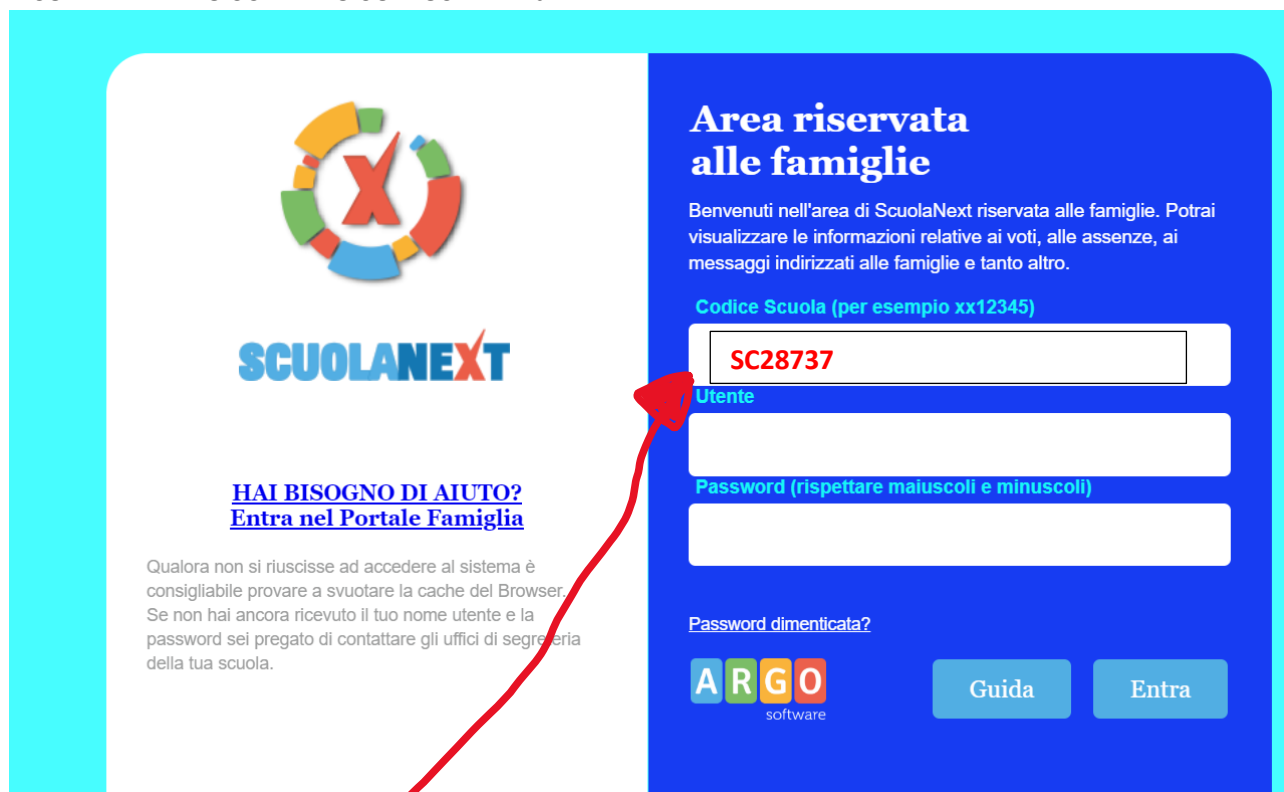 SCUOLANEXT
HAI BISOGNO DI AIUTO?
Entra nel Portale Famiglia
Qualora non si riuscisse ad accedere al sistema è
consigliabile provare a svuotare la cache del Browser.
Se non hai ancora ricevuto il tuo nome utente e la
password sei pregato di contattare gli uffici di segreteria
della tua scuola.
Area riservata
alle famiglie
Benvenuti nell'area di ScuolaNext riservata alle famiglie. Potrai
visualizzare le informazioni relative ai voti, alle assenze, ai
messaggi indirizzati alle famiglie e tanto altro.
Codice Scuola (per esempio xx12345)
SC28737
Utente
Password (rispettare maiuscoli e minuscoli)
Password dimenticata?
ARGO
software
Guida
Entra